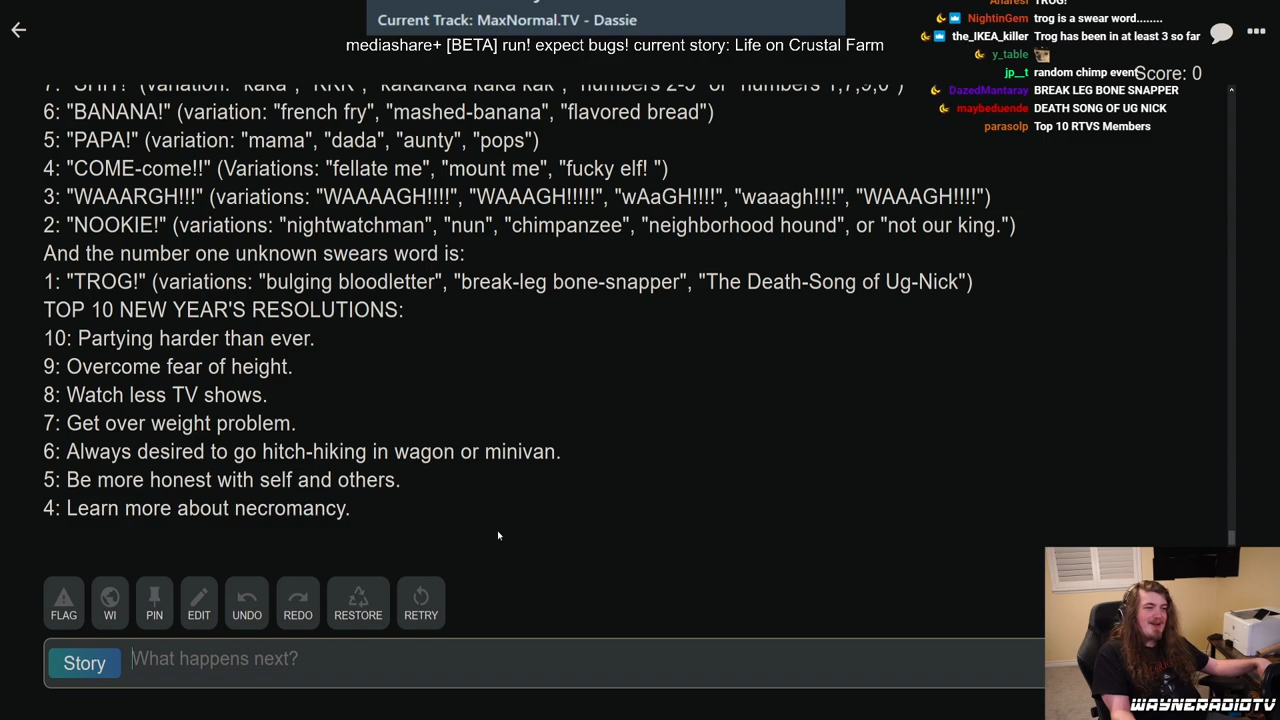 Current Track: MaxNormal.TV - Dassie
mediashare+ [BETA] run! expect bugs! current story: Life on Crustal Farm
TROG!
NightinGem trog is a swear word........
the_IKEA_killer Trog has been in at least 3 so far
y_table
jp__t random chimp event
Score: 0
DazedMantaray BREAK LEG BONE SNAPPER
maybeduende DEATH SONG OF UG NICK
parasolp Top 10 RTVS Members
6: "BANANA!" (variation: "french fry", "mashed-banana", "flavored bread")
5: "PAPA!" (variation: "mama", "dada", "aunty", "pops")
4: "COME-come!!" (Variations: "fellate me", "mount me", "fucky elf! ")
3: "WAAARGH!!!" (variations: "WAAAAGH!!!!", "WAAAGH!!!!!", "wAaGH!!!!", "waaagh!!!!", "WAAAGH!!!!")
2: "NOOKIE!" (variations: "nightwatchman", "nun", "chimpanzee", "neighborhood hound", or "not our king.")
And the number one unknown swears word is:
1: "TROG!" (variations: "bulging bloodletter", "break-leg bone-snapper", "The Death-Song of Ug-Nick")
TOP 10 NEW YEAR'S RESOLUTIONS:
10: Partying harder than ever.
9: Overcome fear of height.
8: Watch less TV shows.
7: Get over weight problem.
6: Always desired to go hitch-hiking in wagon or minivan.
5: Be more honest with self and others.
4: Learn more about necromancy.
FLAG WI PIN EDIT UNDO REDO RESTORE RETRY
Story What happens next?
WAYNERADIOTV